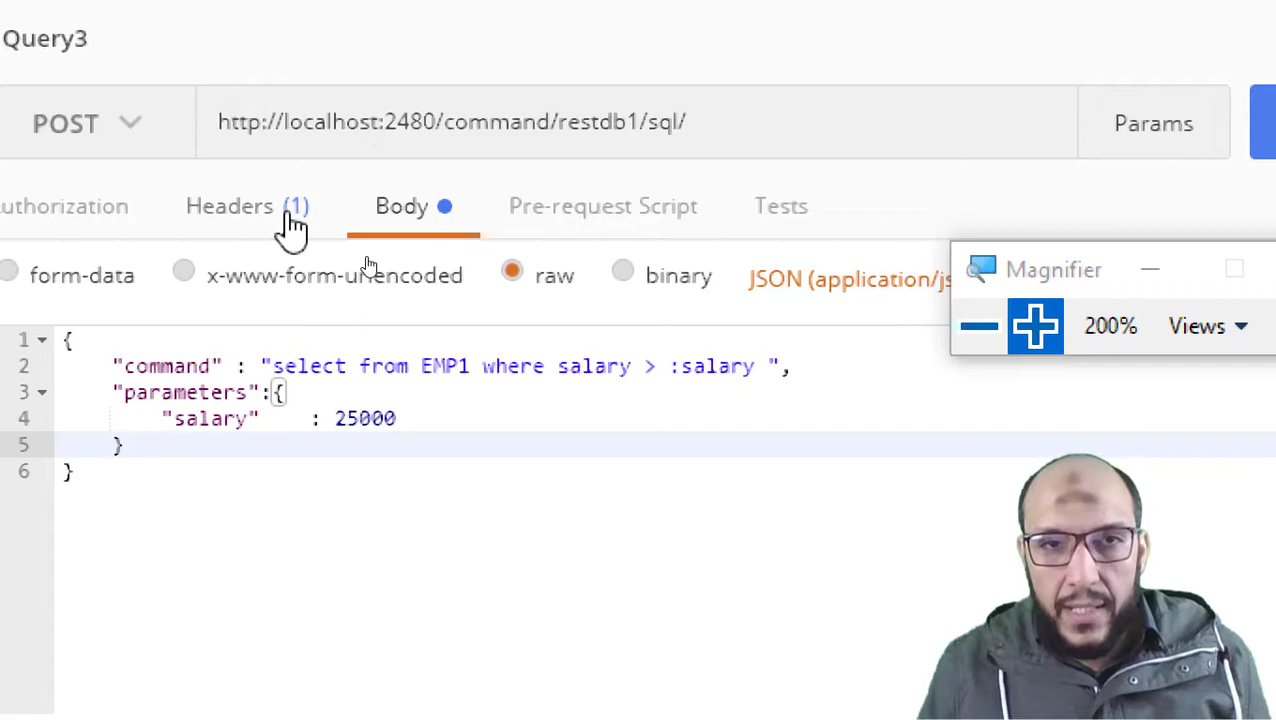 Query3
POST http://localhost:2480/command/restdb1/sql/ Params
uthorization Headers (1) Body Pre-request Script Tests
form-data x-www-form-urlencoded raw binary JSON (application/js
Magnifier
200% Views
1 {
2 "command" : "select from EMP1 where salary > :salary ",
3 "parameters":{
4 "salary" : 25000
5 }
6 }